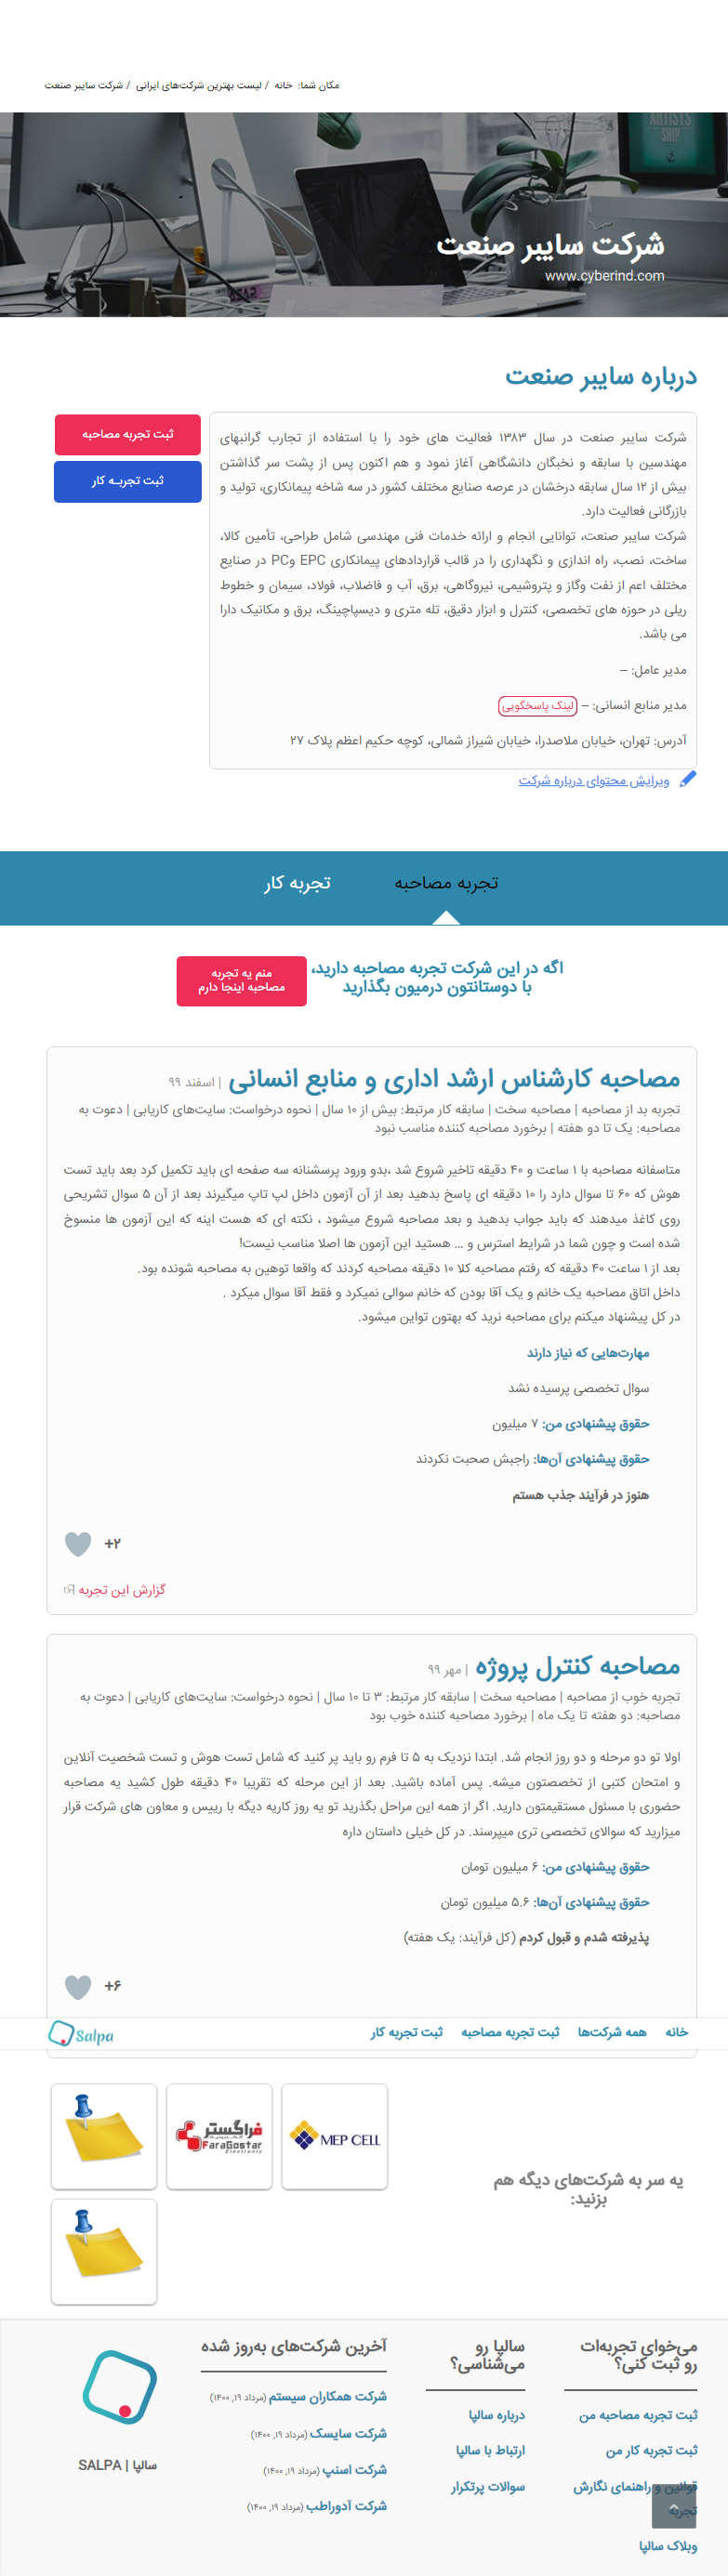 مکان شما: خانه / لیست بهترین شرکت‌های ایرانی / شرکت سایبر صنعت
ARTISTS
SHIP
شرکت سایبر صنعت
www.cyberind.com
درباره سایبر صنعت
ثبت تجربه مصاحبه
ثبت تجربـه کار
شرکت سایبر صنعت در سال ۱۳۸۳ فعالیت های خود را با استفاده از تجارب گرانبهای
مهندسین با سابقه و نخبگان دانشگاهی آغاز نمود و هم اکنون پس از پشت سر گذاشتن
بیش از ۱۲ سال سابقه درخشان در عرصه صنایع مختلف کشور در سه شاخه پیمانکاری، تولید و
بازرگانی فعالیت دارد.
شرکت سایبر صنعت، توانایی انجام و ارائه خدمات فنی مهندسی شامل طراحی، تأمین کالا،
ساخت، نصب، راه اندازی و نگهداری را در قالب قراردادهای پیمانکاری EPC وPC در صنایع
مختلف اعم از نفت وگاز و پتروشیمی، نیروگاهی، برق، آب و فاضلاب، فولاد، سیمان و خطوط
ریلی در حوزه های تخصصی، کنترل و ابزار دقیق، تله متری و دیسپاچینگ، برق و مکانیک دارا
می باشد.
مدیر عامل: –
مدیر منابع انسانی: – لینک پاسخگویی
آدرس: تهران، خیابان ملاصدرا، خیابان شیراز شمالی، کوچه حکیم اعظم پلاک ۲۷
ویرایش محتوای درباره شرکت
تجربه مصاحبه
تجربه کار
اگه در این شرکت تجربه مصاحبه دارید،
با دوستانتون درمیون بگذارید
منم یه تجربه
مصاحبه اینجا دارم
مصاحبه کارشناس ارشد اداری و منابع انسانی | اسفند ۹۹
تجربه بد از مصاحبه | مصاحبه سخت | سابقه کار مرتبط: بیش از ۱۰ سال | نحوه درخواست: سایت‌های کاریابی | دعوت به
مصاحبه: یک تا دو هفته | برخورد مصاحبه کننده مناسب نبود
متاسفانه مصاحبه با ۱ ساعت و ۴۰ دقیقه تاخیر شروع شد ،بدو ورود پرسشنانه سه صفحه ای باید تکمیل کرد بعد باید تست
هوش که ۶۰ تا سوال دارد را ۱۰ دقیقه ای پاسخ بدهید بعد از آن آزمون داخل لپ تاپ میگیرند بعد از آن ۵ سوال تشریحی
روی کاغذ میدهند که باید جواب بدهید و بعد مصاحبه شروع میشود ، نکته ای که هست اینه که این آزمون ها منسوخ
شده است و چون شما در شرایط استرس و … هستید این آزمون ها اصلا مناسب نیست!
بعد از ۱ ساعت ۴۰ دقیقه که رفتم مصاحبه کلا ۱۰ دقیقه مصاحبه کردند که واقعا توهین به مصاحبه شونده بود.
داخل اتاق مصاحبه یک خانم و یک آقا بودن که خانم سوالی نمیکرد و فقط آقا سوال میکرد .
در کل پیشنهاد میکنم برای مصاحبه نرید که بهتون تواین میشود.
مهارت‌هایی که نیاز دارند
سوال تخصصی پرسیده نشد
حقوق پیشنهادی من: ۷ میلیون
حقوق پیشنهادی آن‌ها: راجبش صحبت نکردند
هنوز در فرآیند جذب هستم
+۲
گزارش این تجربه
مصاحبه کنترل پروژه | مهر ۹۹
تجربه خوب از مصاحبه | مصاحبه سخت | سابقه کار مرتبط: ۳ تا ۱۰ سال | نحوه درخواست: سایت‌های کاریابی | دعوت به
مصاحبه: دو هفته تا یک ماه | برخورد مصاحبه کننده خوب بود
اولا تو دو مرحله و دو روز انجام شد. ابتدا نزدیک به ۵ تا فرم رو باید پر کنید که شامل تست هوش و تست شخصیت آنلاین
و امتحان کتبی از تخصصتون میشه. پس آماده باشید. بعد از این مرحله که تقریبا ۴۰ دقیقه طول کشید یه مصاحبه
حضوری با مسئول مستقیمتون دارید. اگر از همه این مراحل بگذرید تو یه روز کاریه دیگه با رییس و معاون های شرکت قرار
میزارید که سوالای تخصصی تری میپرسند. در کل خیلی داستان داره
حقوق پیشنهادی من: ۶ میلیون تومان
حقوق پیشنهادی آن‌ها: ۵.۶ میلیون تومان
پذیرفته شدم و قبول کردم (کل فرآیند: یک هفته)
+۶
خانه همه شرکت‌ها ثبت تجربه مصاحبه ثبت تجربه کار
Salpa
یه سر به شرکت‌های دیگه هم
بزنید:
MEP CELL
فراگستر
FaraGostar
Electronic
می‌خوای تجربه‌ات
رو ثبت کنی؟
ثبت تجربه مصاحبه من
ثبت تجربه کار من
قوانین و راهنمای نگارش
تجربه
وبلاک سالپا
سالپا رو
می‌شناسی؟
درباره سالپا
ارتباط با سالپا
سوالات پرتکرار
آخرین شرکت‌های به‌روز شده
شرکت همکاران سیستم (مرداد ۱۹, ۱۴۰۰)
شرکت سایسک (مرداد ۱۹, ۱۴۰۰)
شرکت اسنپ (مرداد ۱۹, ۱۴۰۰)
شرکت آدوراطب (مرداد ۱۹, ۱۴۰۰)
سالپا | SALPA